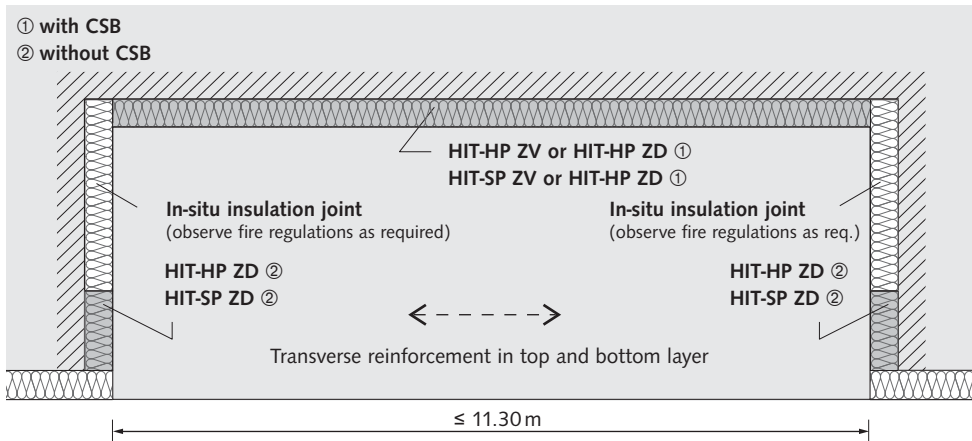 ① with CSB
② without CSB
HIT-HP ZV or HIT-HP ZD ①
HIT-SP ZV or HIT-HP ZD ①
In-situ insulation joint
(observe fire regulations as required)
In-situ insulation joint
(observe fire regulations as req.)
HIT-HP ZD ②
HIT-SP ZD ②
HIT-HP ZD ②
HIT-SP ZD ②
Transverse reinforcement in top and bottom layer
≤ 11.30 m